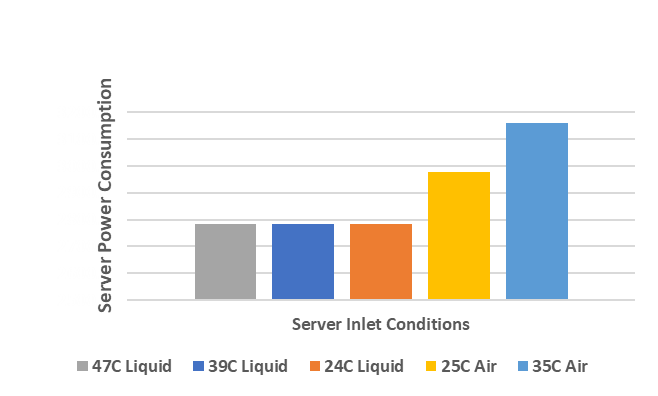 Server Power Consumption
Server Inlet Conditions
47C Liquid 39C Liquid 24C Liquid 25C Air 35C Air